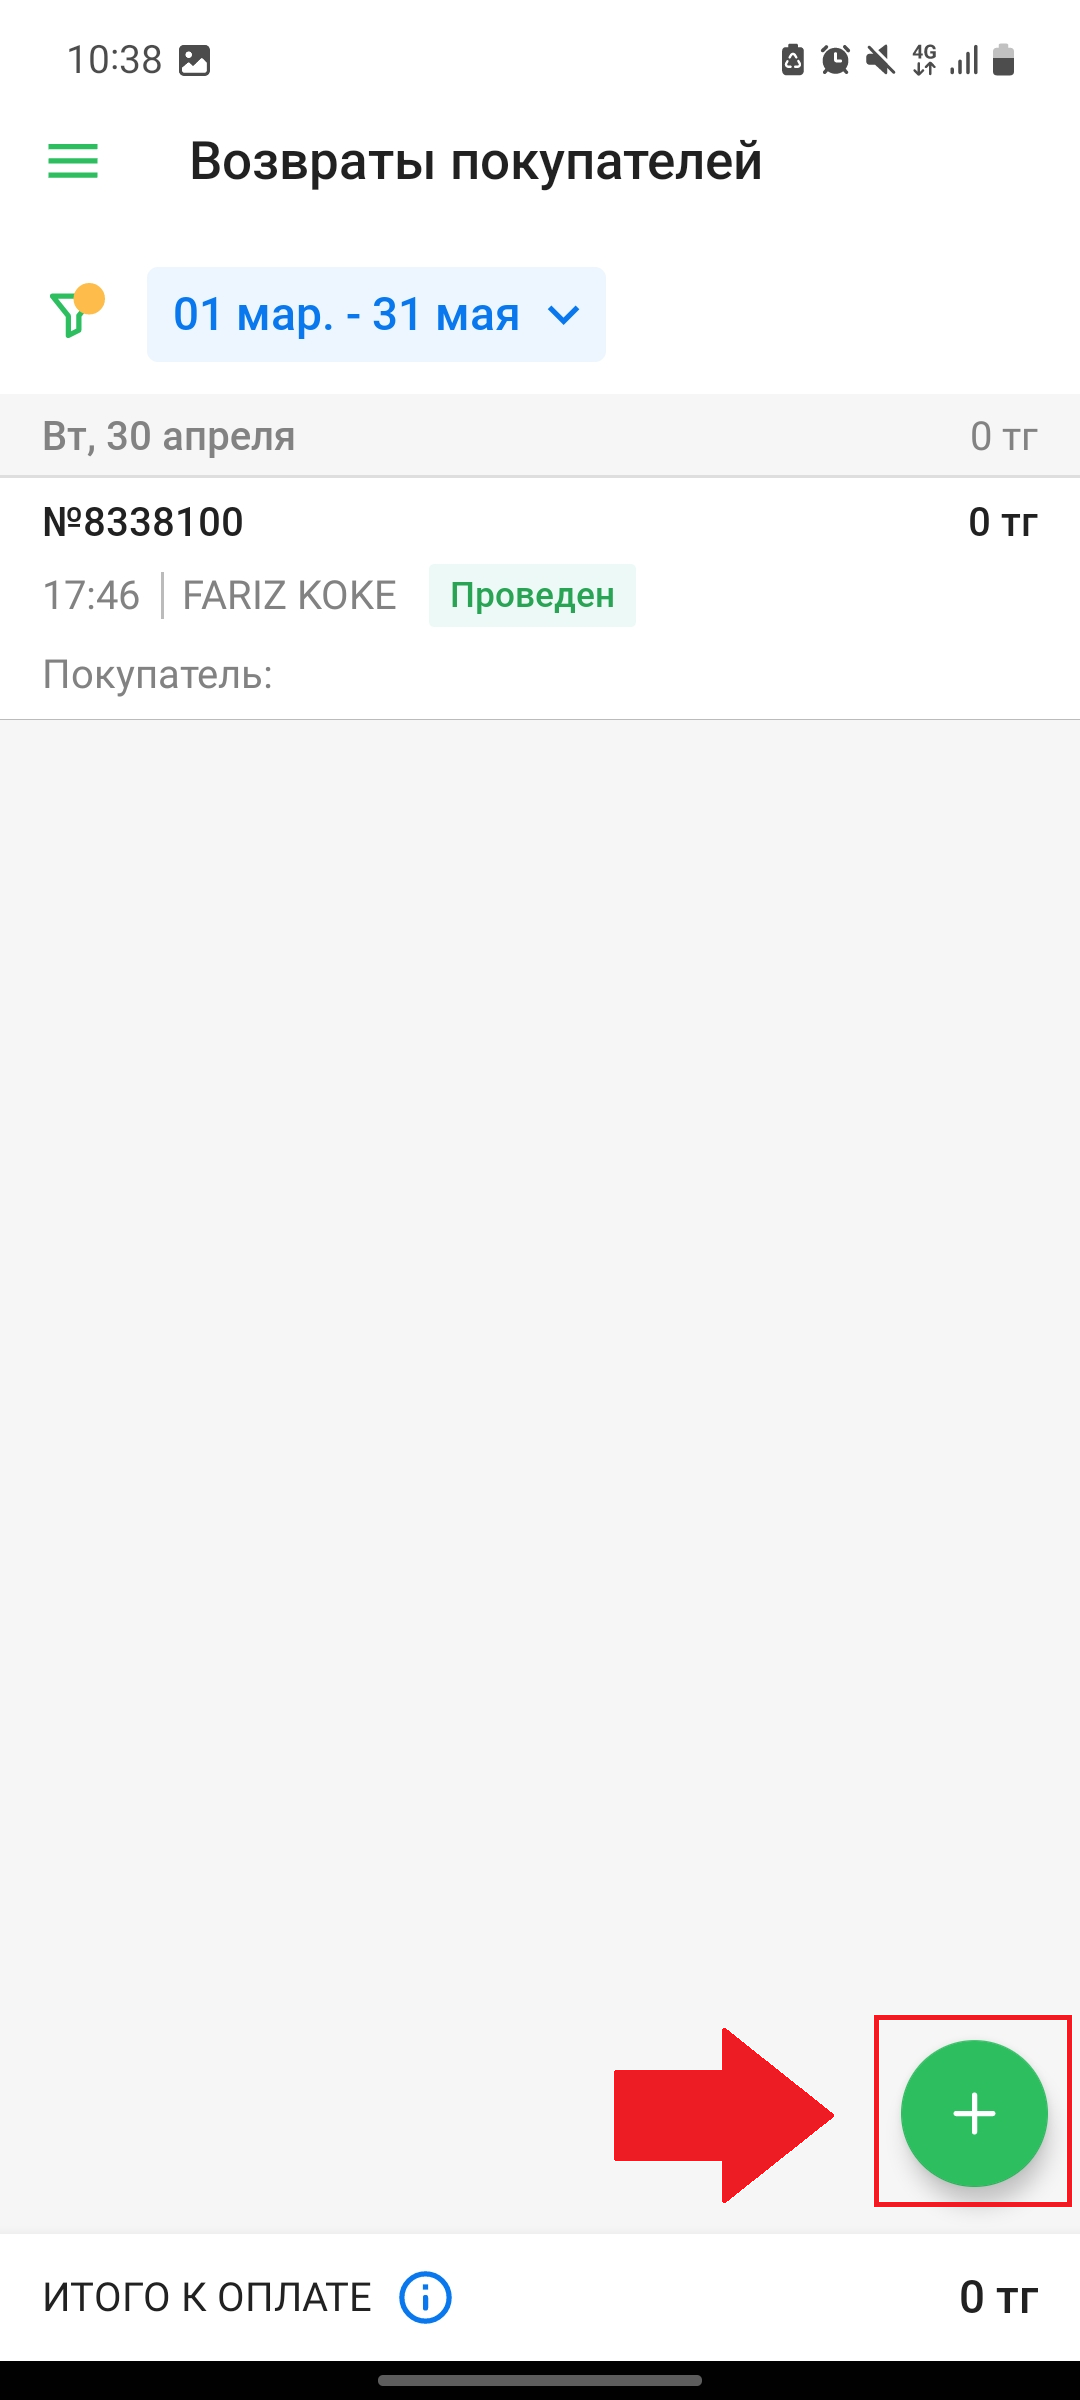 10:38
4G
Возвраты покупателей
01 мар. - 31 мая
Вт, 30 апреля 0 тг
№8338100 0 тг
17:46 FARIZ KOKE Проведен
Покупатель:
ИТОГО К ОПЛАТЕ 0 тг